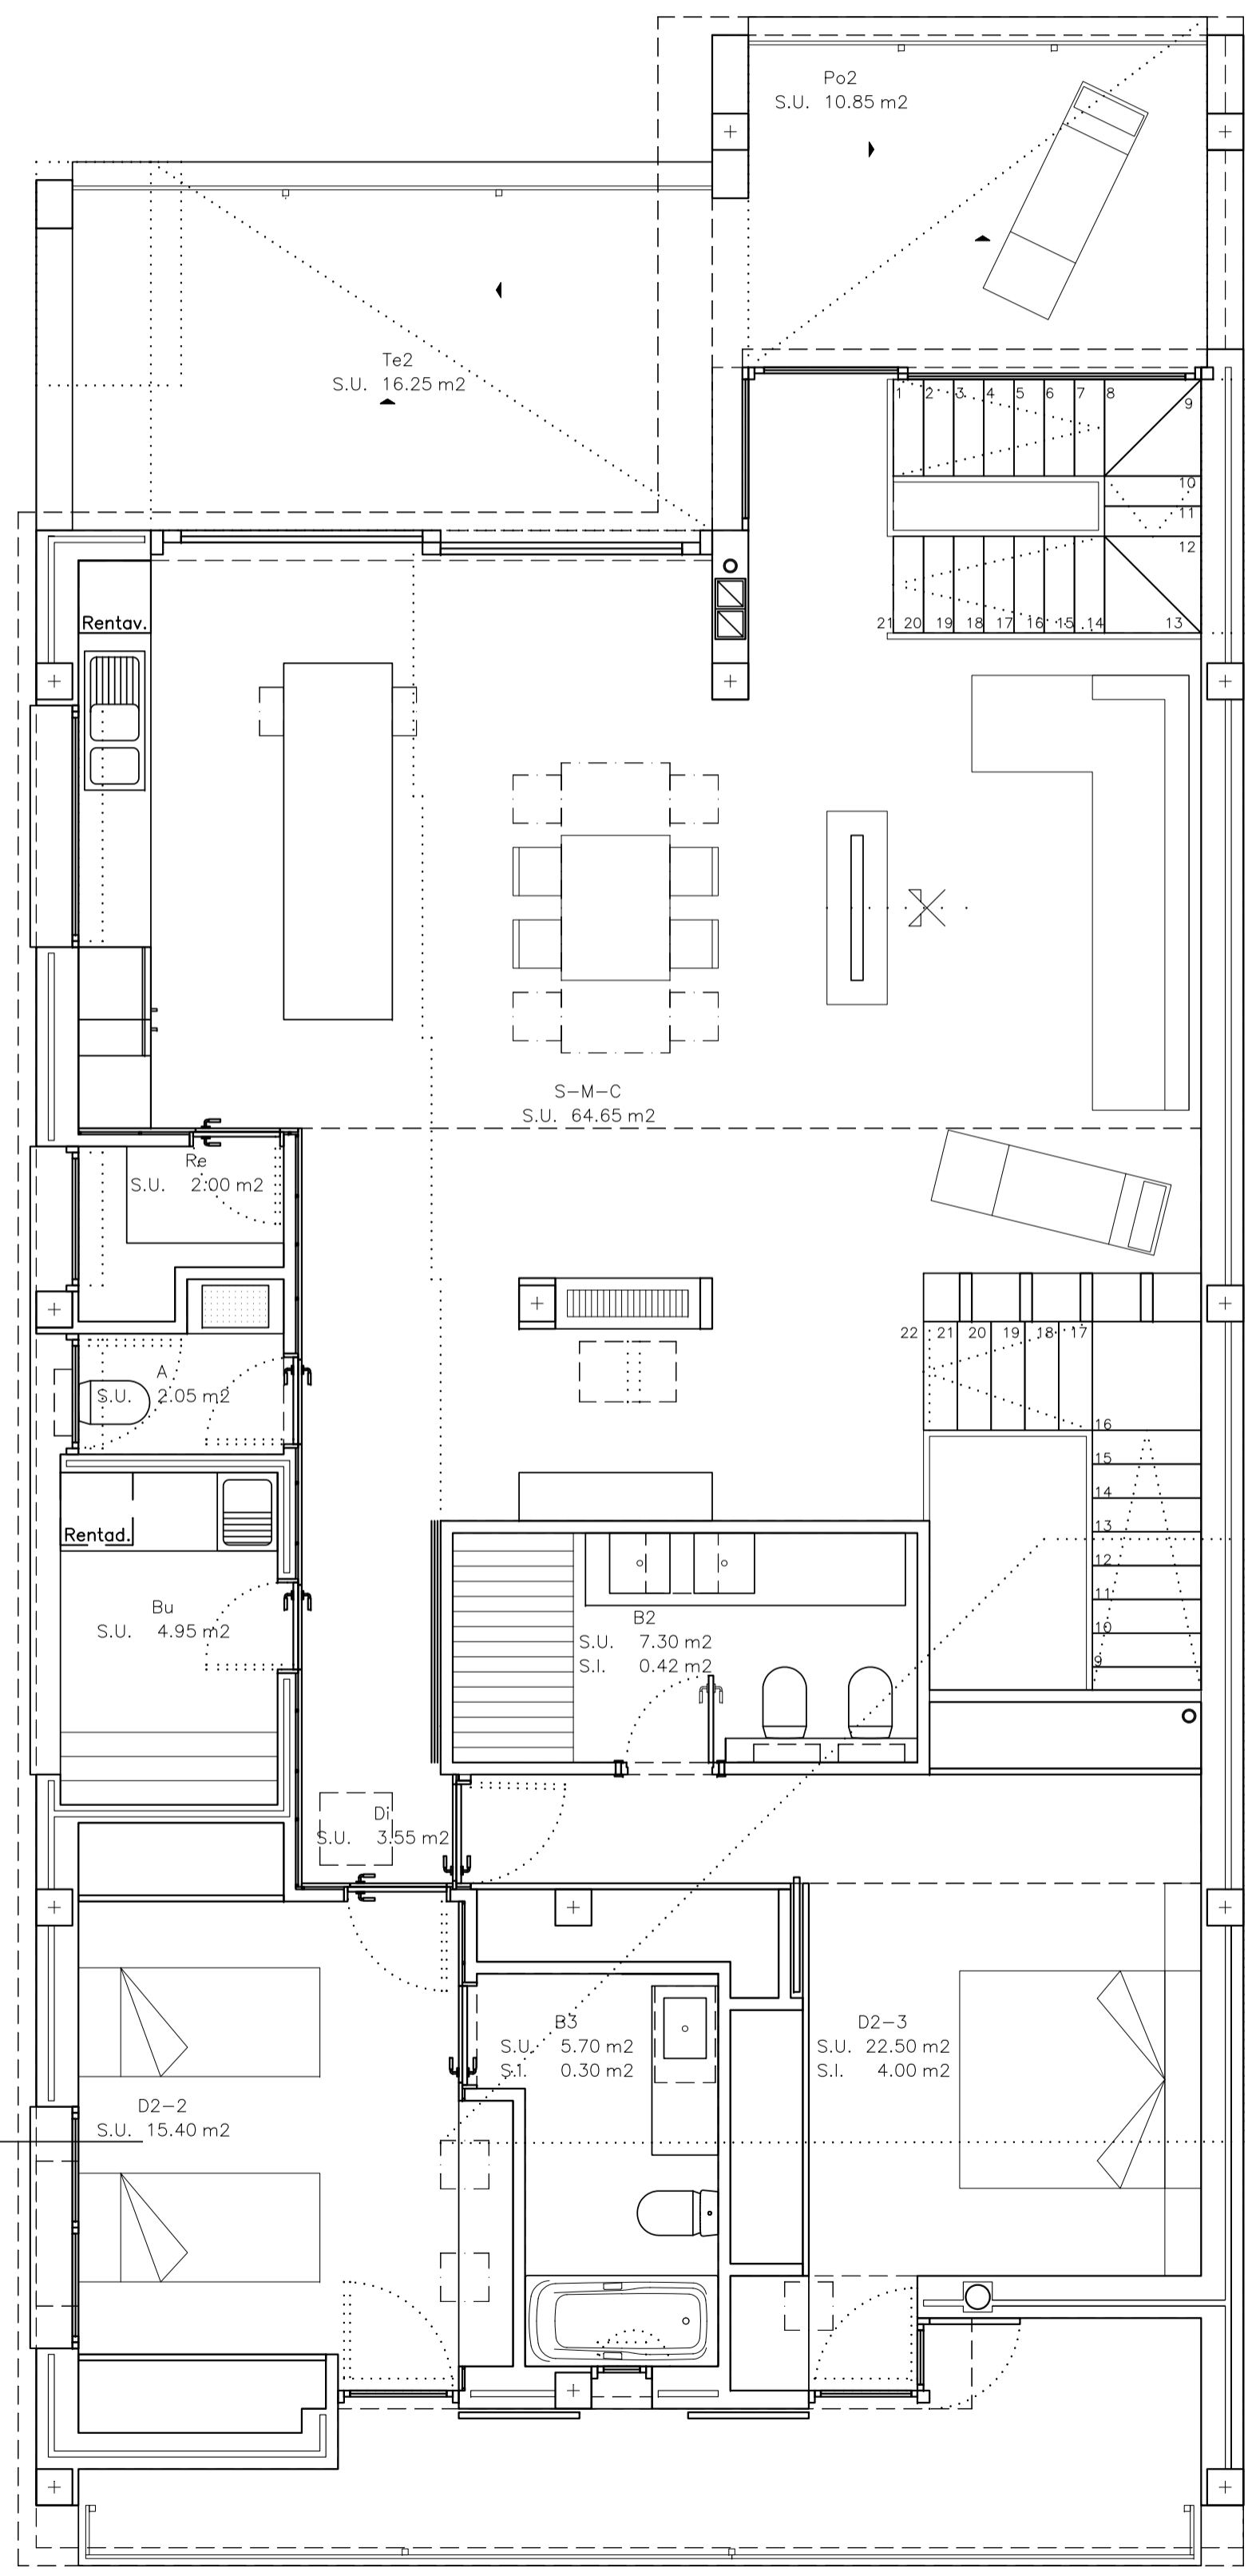 Po2
S.U. 10.85 m2
Te2
S.U. 16.25 m2
1 2 3 4 5 6 7 8 9
10
11
12
21 20 19 18 17 16 15 14 13
Rentav.
S-M-C
S.U. 64.65 m2
Re
S.U. 2.00 m2
22 21 20 19 18 17
16
15
14
13
12
11
10
9
A
S.U. 2.05 m2
Rentad.
Bu
S.U. 4.95 m2
B2
S.U. 7.30 m2
S.I. 0.42 m2
Di
S.U. 3.55 m2
B3
S.U. 5.70 m2
S.I. 0.30 m2
D2-3
S.U. 22.50 m2
S.I. 4.00 m2
D2-2
S.U. 15.40 m2